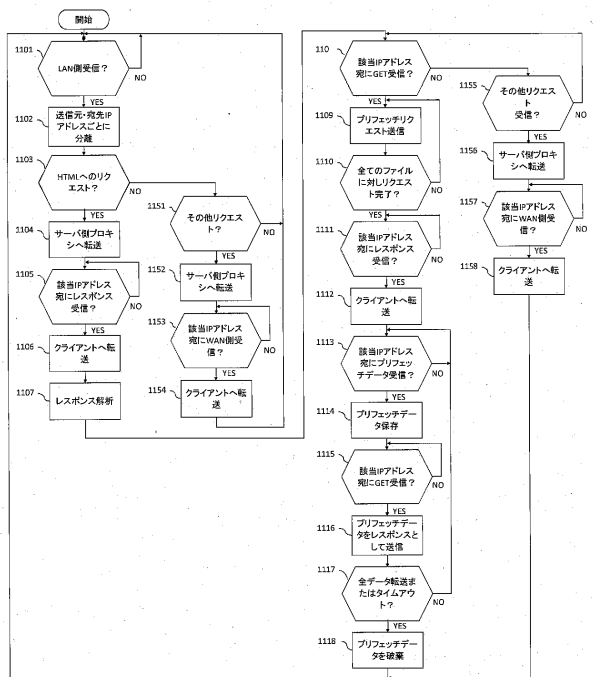 開始
1101
LAN側受信?
NO
YES
1102
送信元・宛先IP
アドレスごとに
分離
1103
HTMLへのリク
エスト?
NO
YES
1104
サーバ側プロキ
シへ転送
1105
該当IPアドレス
宛にレスポンス
受信?
NO
YES
1106
クライアントへ転
送
1107
レスポンス解析
1151
その他リクエス
ト?
NO
YES
1152
サーバ側プロキ
シへ転送
1153
該当IPアドレス
宛にWAN側受
信?
NO
YES
1154
クライアントへ転
送
110
該当IPアドレス
宛にGET受信?
NO
YES
1109
プリフェッチリク
エスト送信
1110
全てのファイル
に対しリクエス
ト完了?
NO
YES
1111
該当IPアドレス
宛にレスポンス
受信?
NO
YES
1112
クライアントへ転
送
1113
該当IPアドレス
宛にプリフェッ
チデータ受信?
NO
YES
1114
プリフェッチデー
タ保存
1115
該当IPアドレス
宛にGET受信?
NO
YES
1116
プリフェッチデー
タをレスポンスと
して送信
1117
全データ転送ま
たはタイムアウ
ト?
NO
YES
1118
プリフェッチデー
タを破棄
1155
その他リクエ
スト
受信?
NO
YES
1156
サーバ側プロキ
シへ転送
1157
該当IPアドレス
宛にWAN側受
信?
NO
YES
1158
クライアントへ転
送